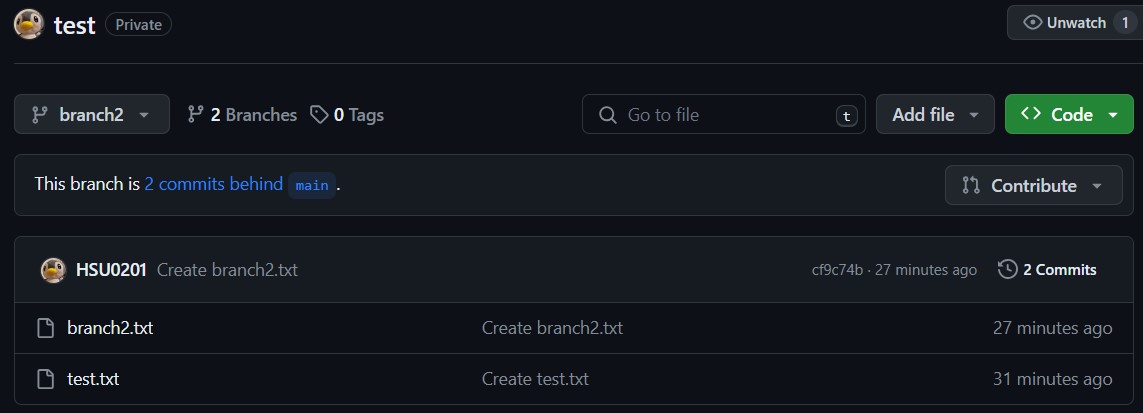 test Private Unwatch 1
branch2 2 Branches 0 Tags Go to file t Add file Code
This branch is 2 commits behind main .
Contribute
HSU0201 Create branch2.txt cf9c74b · 27 minutes ago 2 Commits
branch2.txt Create branch2.txt 27 minutes ago
test.txt Create test.txt 31 minutes ago